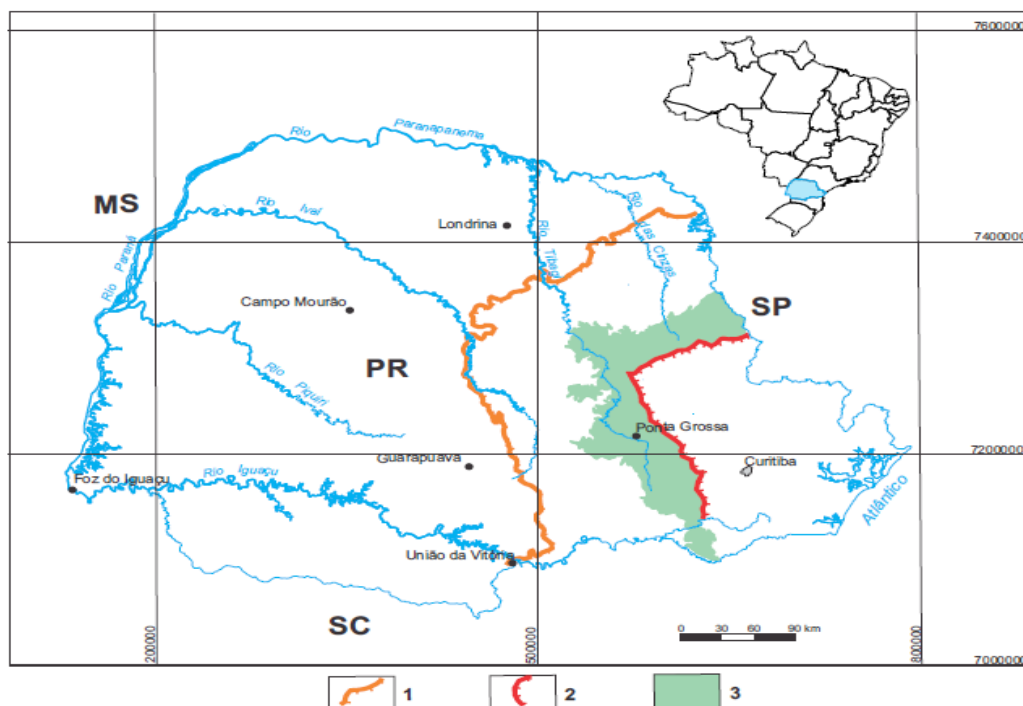 7600000
Rio Paranapanema
MS
Rio Ivaí
Londrina
Rio das Cinzas
7400000
Rio Paraná
Rio Tibagi
Campo Mourão
SP
PR
Rio Piquiri
Ponta Grossa
Guarapuava
7200000
Curitiba
Rio Iguaçu
Foz do Iguaçu
Atlântico
União da Vitória
SC
0 30 60 90 km
200000
500000
800000
7000000
1
2
3